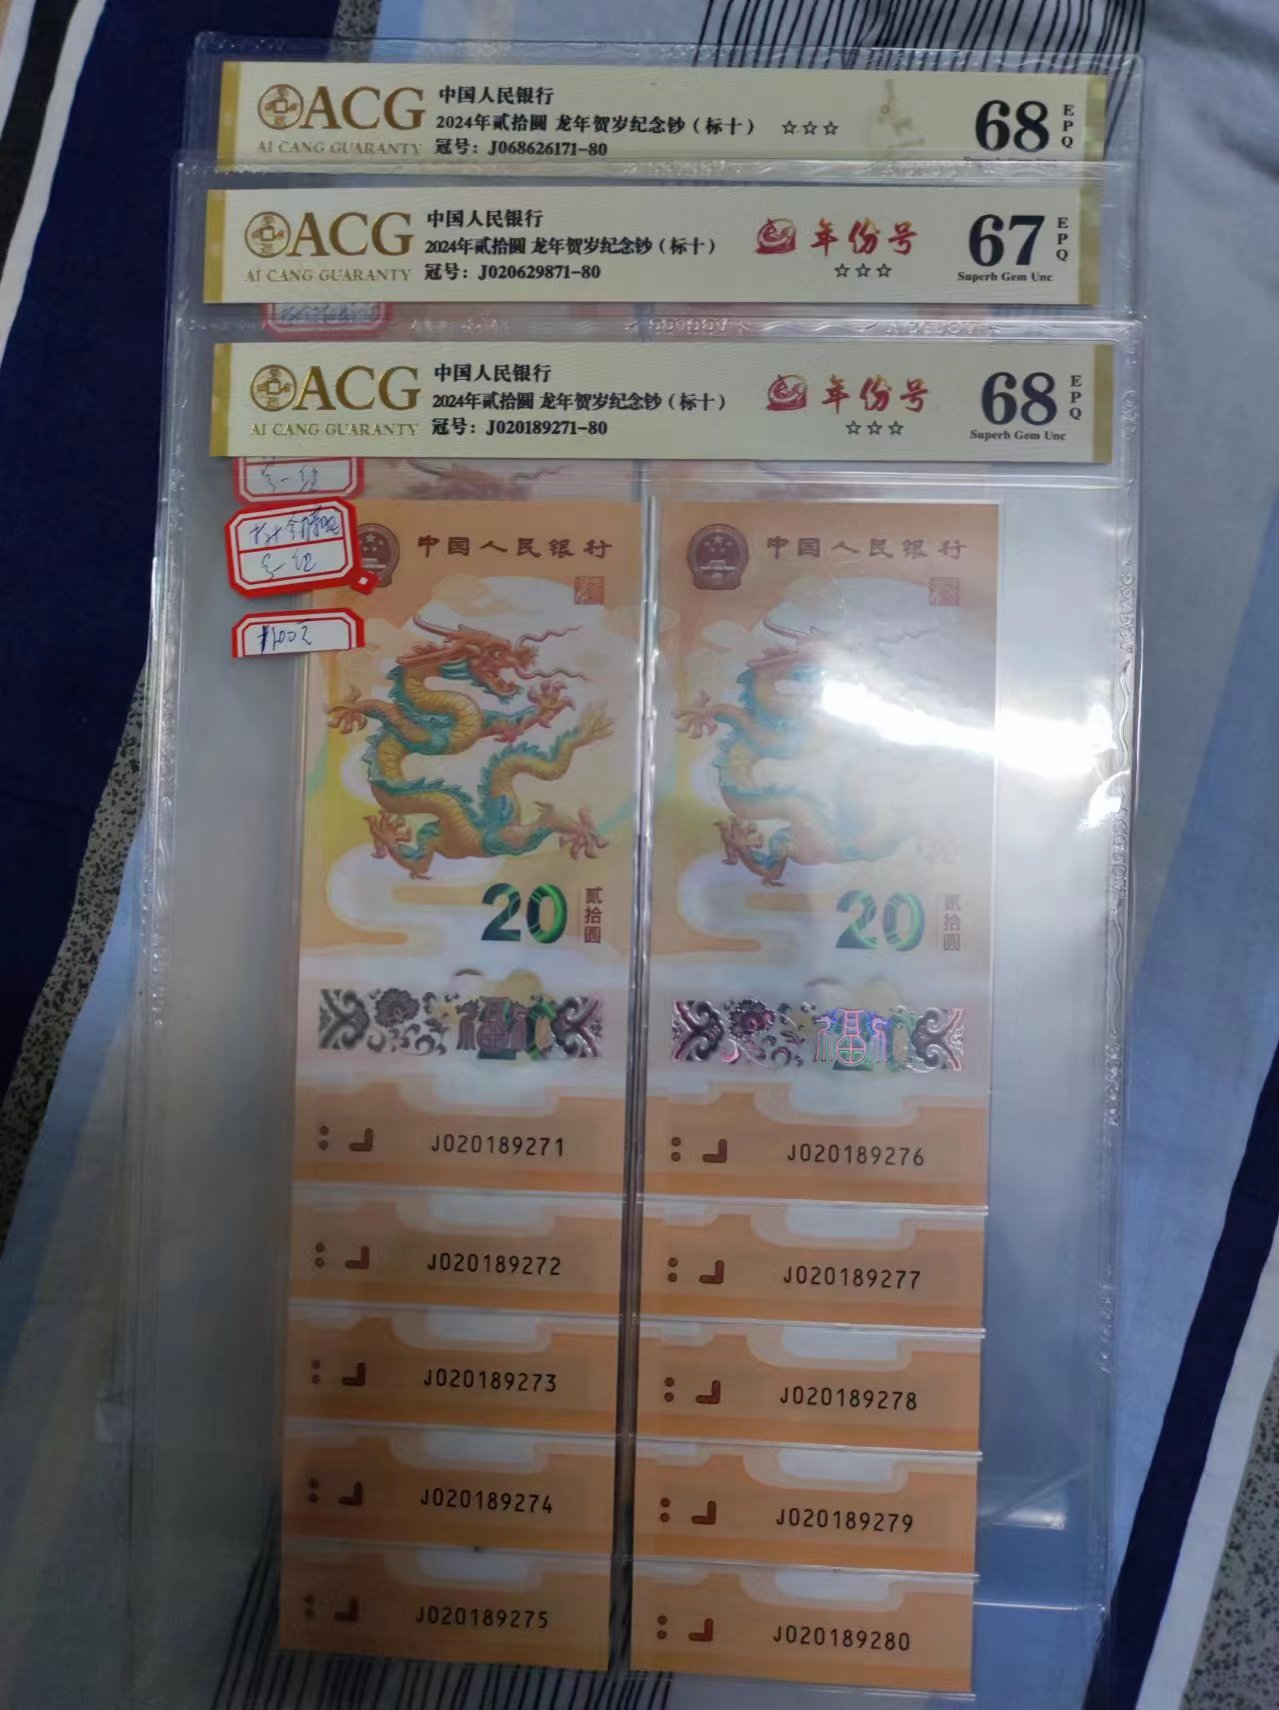 ACG
AI CANG GUARANTY
中国人民银行
2024年贰拾圆 龙年贺岁纪念钞（标十） ☆☆☆
冠号：J068626171-80
68
EPQ
ACG
AI CANG GUARANTY
中国人民银行
2024年贰拾圆 龙年贺岁纪念钞（标十）
冠号：J020629871-80
年份号
☆☆☆
67
EPQ
Superb Gem Unc
ACG
AI CANG GUARANTY
中国人民银行
2024年贰拾圆 龙年贺岁纪念钞（标十）
冠号：J020189271-80
年份号
☆☆☆
68
EPQ
Superb Gem Unc
中国人民银行
20
贰拾圆
J020189271
J020189272
J020189273
J020189274
J020189275
中国人民银行
20
贰拾圆
福
J020189276
J020189277
J020189278
J020189279
J020189280